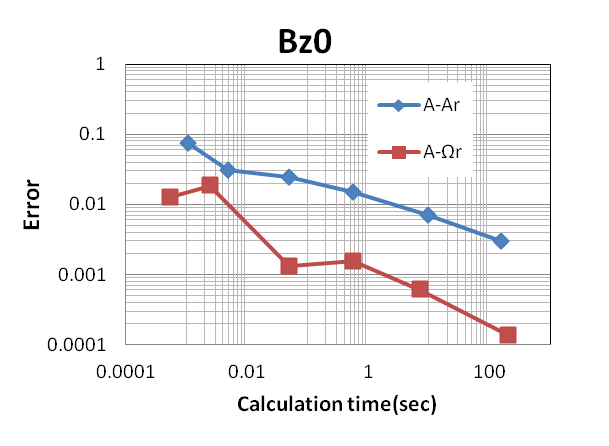 Bz0
1
0.1
0.01
0.001
0.0001
Error
A-Ar
A-Ωr
0.0001
0.01
1
100
Calculation time(sec)